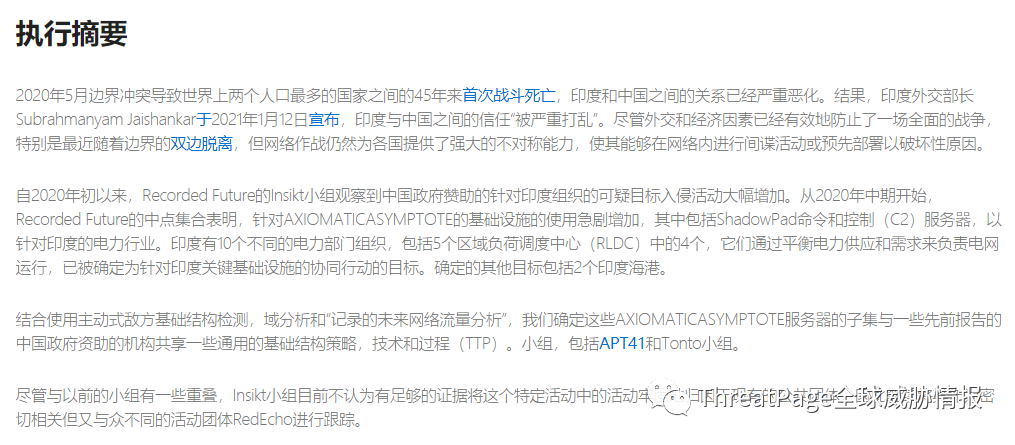 执行摘要
2020年5月边界冲突导致世界上两个人口最多的国家之间的45年来首次战斗死亡，印度和中国之间的关系已经严重恶化。结果，印度外交部长
Subrahmanyam Jaishankar于2021年1月12日宣布，印度与中国之间的信任“被严重打乱”。尽管外交和经济因素已经有效地防止了一场全面的战争，
特别是最近随着边界的双边脱离，但网络作战仍然为各国提供了强大的不对称能力，使其能够在网络内进行间谍活动或预先部署以破坏性原因。
自2020年初以来，Recorded Future的Insikt小组观察到中国政府赞助的针对印度组织的可疑目标入侵活动大幅增加。从2020年中期开始，
Recorded Future的中点集合表明，针对AXIOMATICASYMPTOTE的基础设施的使用急剧增加，其中包括ShadowPad命令和控制（C2）服务器，以
针对印度的电力行业。印度有10个不同的电力部门组织，包括5个区域负荷调度中心（RLDC）中的4个，它们通过平衡电力供应和需求来负责电网
运行，已被确定为针对印度关键基础设施的协同行动的目标。确定的其他目标包括2个印度海港。
结合使用主动式敌方基础结构检测，域分析和“记录的未来网络流量分析”，我们确定这些AXIOMATICASYMPTOTE服务器的子集与一些先前报告的
中国政府资助的机构共享一些通用的基础结构策略，技术和过程（TTP）。小组，包括APT41和Tonto小组。
尽管与以前的小组有一些重叠，Insikt小组目前不认为有足够的证据将这个特定活动中的活动 密
切相关但又与众不同的活动团体RedEcho进行跟踪。
ThreatPage全球威胁情报